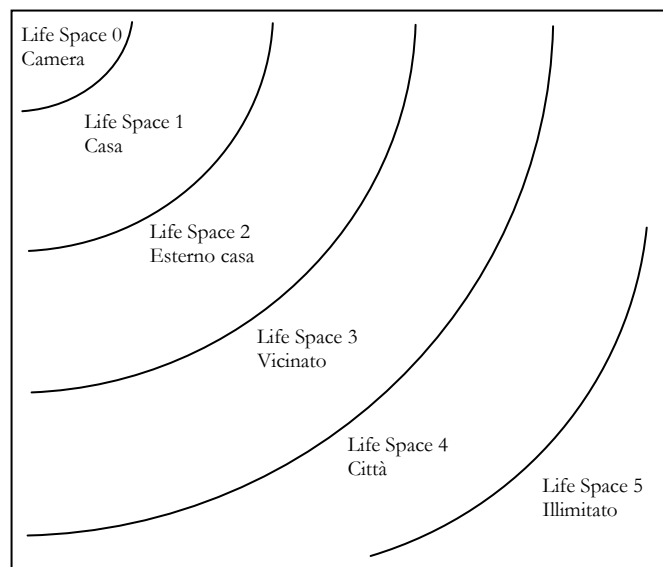 Life Space 0
Camera
Life Space 1
Casa
Life Space 2
Esterno casa
Life Space 3
Vicinato
Life Space 4
Città
Life Space 5
Illimitato